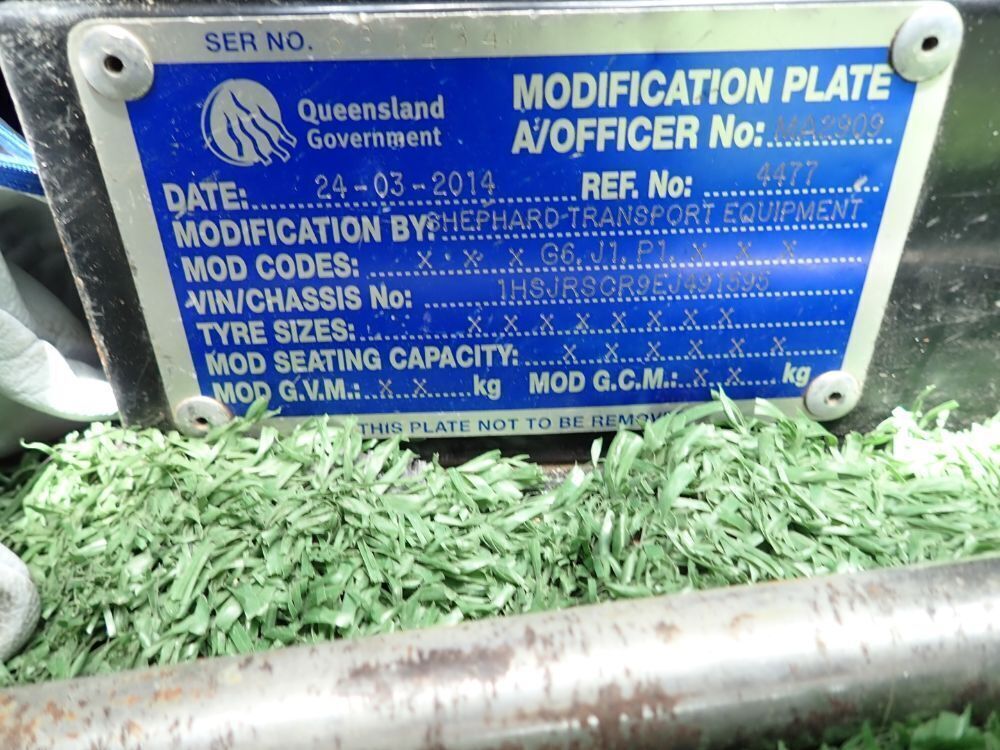 SER NO.
Queensland
Government
MODIFICATION PLATE
A/OFFICER No: MA2909
DATE: 24-03-2014 REF. No: 4477
MODIFICATION BY: SHEPHARD TRANSPORT EQUIPMENT
MOD CODES: X X X G6, J1, P1, X X X
VIN/CHASSIS No: 1HSJRSCR9EJ491595
TYRE SIZES: X X X X X X X X
MOD SEATING CAPACITY: X X X X X X
MOD G.V.M.: X X kg MOD G.C.M.: X X kg
THIS PLATE NOT TO BE REMOV